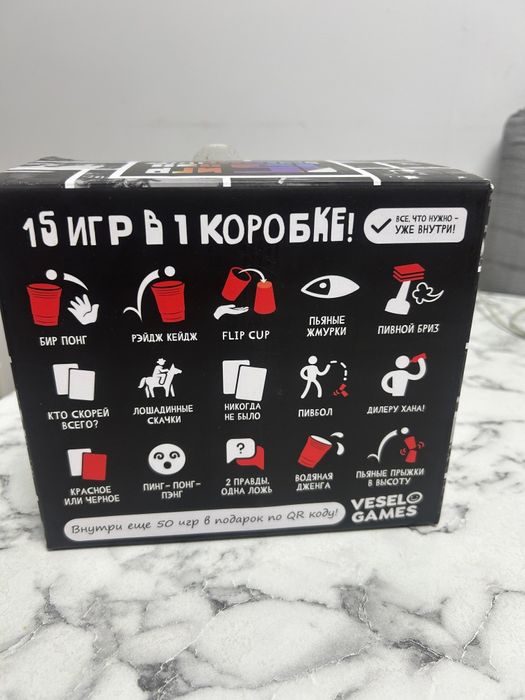 15 ИГР В 1 КОРОБКЕ!
ВСЕ, ЧТО НУЖНО -
УЖЕ ВНУТРИ!
БИР ПОНГ
РЭЙДЖ КЕЙДЖ
FLIP CUP
ПЬЯНЫЕ
ЖМУРКИ
ПИВНОЙ БРИЗ
КТО СКОРЕЙ
ВСЕГО?
ЛОШАДИННЫЕ
СКАЧКИ
НИКОГДА
НЕ БЫЛО
ПИВБОЛ
ДИЛЕРУ ХАНА!
КРАСНОЕ
ИЛИ ЧЕРНОЕ
ПИНГ- ПОНГ-
ПЭНГ
?
2 ПРАВДЫ,
ОДНА ЛОЖЬ
ВОДЯНАЯ
ДЖЕНГА
ПЬЯНЫЕ ПРЫЖКИ
В ВЫСОТУ
Внутри еще 50 игр в подарок по QR коду!
VESELO
GAMES